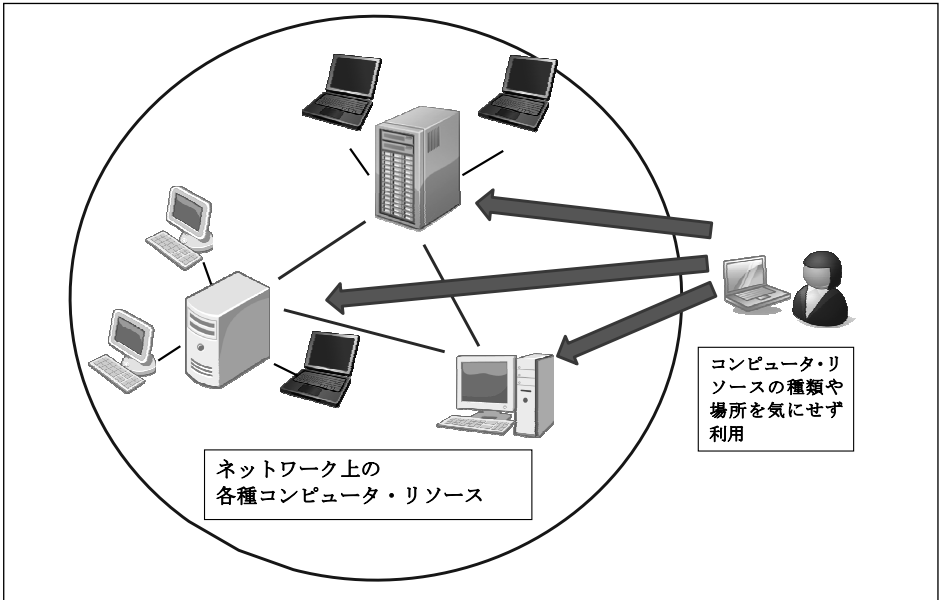 コンピュータ・リ
ソースの種類や
場所を気にせず
利用
ネットワーク上の
各種コンピュータ・リソース